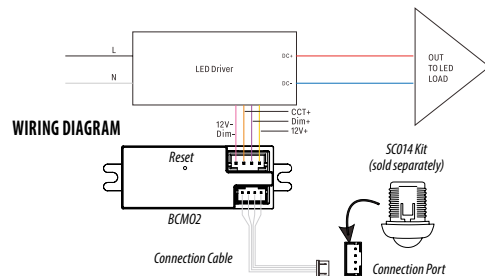 L
DC+
OUT
TO LED
LOAD
LED Driver
N
DC-
CCT+
12V-
Dim+
Dim-
12V+
WIRING DIAGRAM
SC014 Kit
(sold separately)
Reset
BCM02
Connection Cable
Connection Port